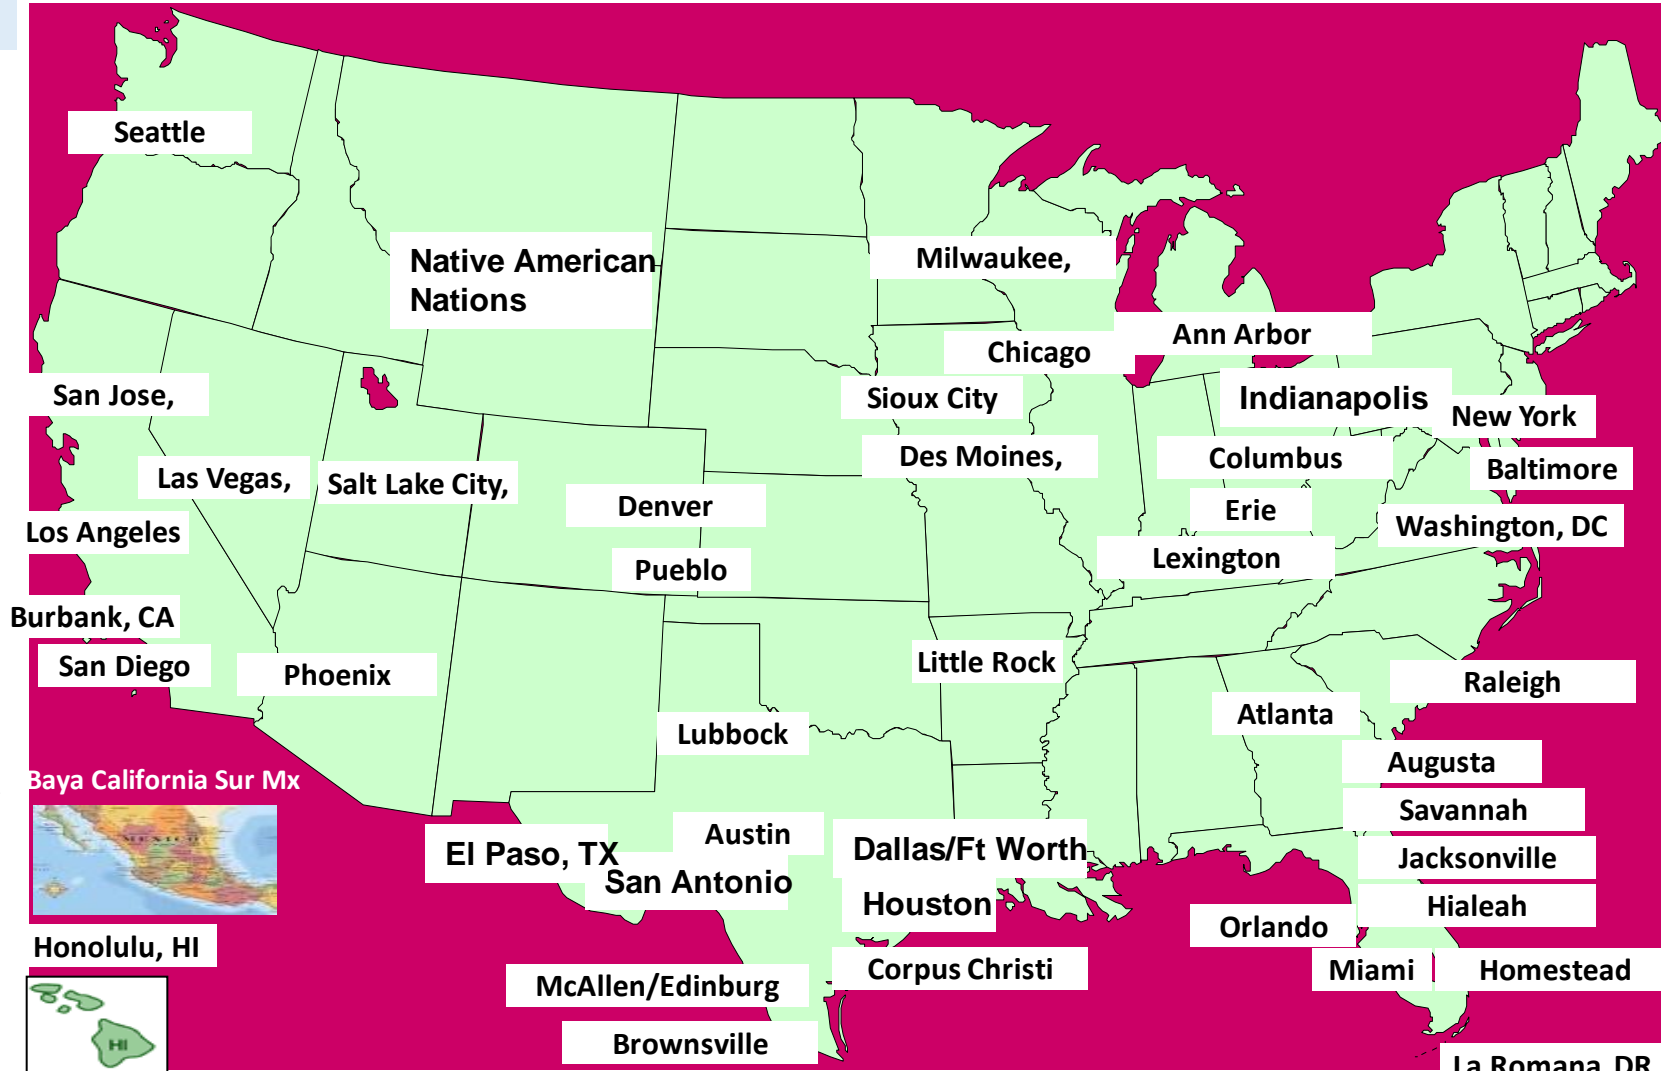 Seattle
Native American
Nations
Milwaukee,
Ann Arbor
Chicago
San Jose,
Sioux City
Indianapolis
New York
Las Vegas,
Salt Lake City,
Des Moines,
Columbus
Baltimore
Denver
Erie
Los Angeles
Washington, DC
Pueblo
Lexington
Burbank, CA
San Diego
Phoenix
Little Rock
Raleigh
Lubbock
Atlanta
Baya California Sur Mx
Augusta
MEXICO
Savannah
El Paso, TX
Austin
Dallas/Ft Worth
Jacksonville
San Antonio
Houston
Hialeah
Honolulu, HI
Orlando
McAllen/Edinburg
Corpus Christi
Miami
Homestead
HI
Brownsville
La Romana, DR